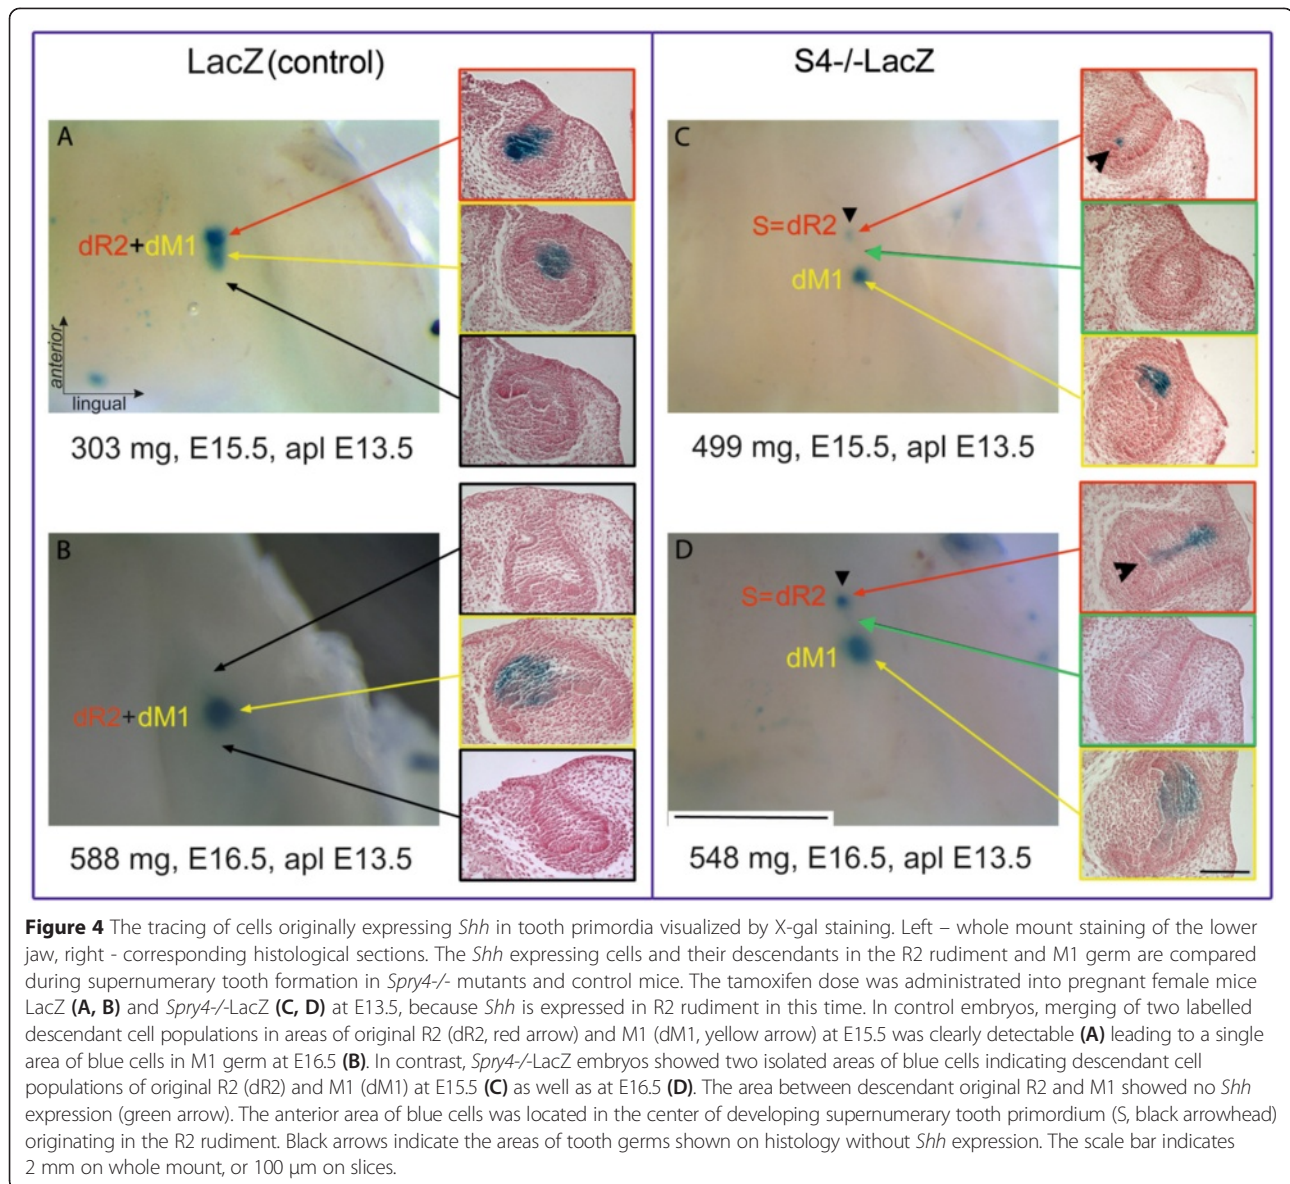 LacZ (control)
S4-/-LacZ
A
dR2+dM1
anterior
lingual
303 mg, E15.5, apl E13.5
B
dR2+dM1
588 mg, E16.5, apl E13.5
C
S=dR2
dM1
499 mg, E15.5, apl E13.5
D
S=dR2
dM1
548 mg, E16.5, apl E13.5
Figure 4 The tracing of cells originally expressing Shh in tooth primordia visualized by X-gal staining. Left – whole mount staining of the lower
jaw, right - corresponding histological sections. The Shh expressing cells and their descendants in the R2 rudiment and M1 germ are compared
during supernumerary tooth formation in Spry4-/- mutants and control mice. The tamoxifen dose was administrated into pregnant female mice
LacZ (A, B) and Spry4-/-LacZ (C, D) at E13.5, because Shh is expressed in R2 rudiment in this time. In control embryos, merging of two labelled
descendant cell populations in areas of original R2 (dR2, red arrow) and M1 (dM1, yellow arrow) at E15.5 was clearly detectable (A) leading to a single
area of blue cells in M1 germ at E16.5 (B). In contrast, Spry4-/-LacZ embryos showed two isolated areas of blue cells indicating descendant cell
populations of original R2 (dR2) and M1 (dM1) at E15.5 (C) as well as at E16.5 (D). The area between descendant original R2 and M1 showed no Shh
expression (green arrow). The anterior area of blue cells was located in the center of developing supernumerary tooth primordium (S, black arrowhead)
originating in the R2 rudiment. Black arrows indicate the areas of tooth germs shown on histology without Shh expression. The scale bar indicates
2 mm on whole mount, or 100 μm on slices.